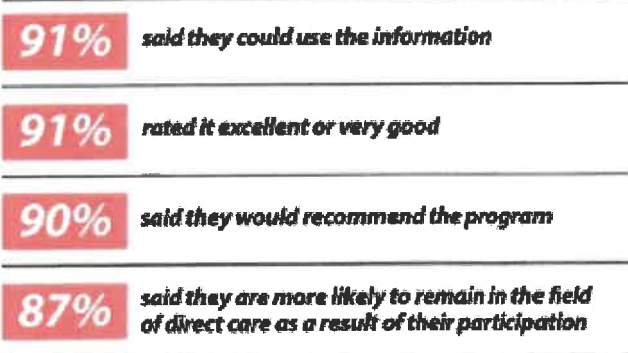 91% said they could use the information
91% rated it excellent or very good
90% said they would recommend the program
87% said they are more likely to remain in the field
of direct care as a result of their participation